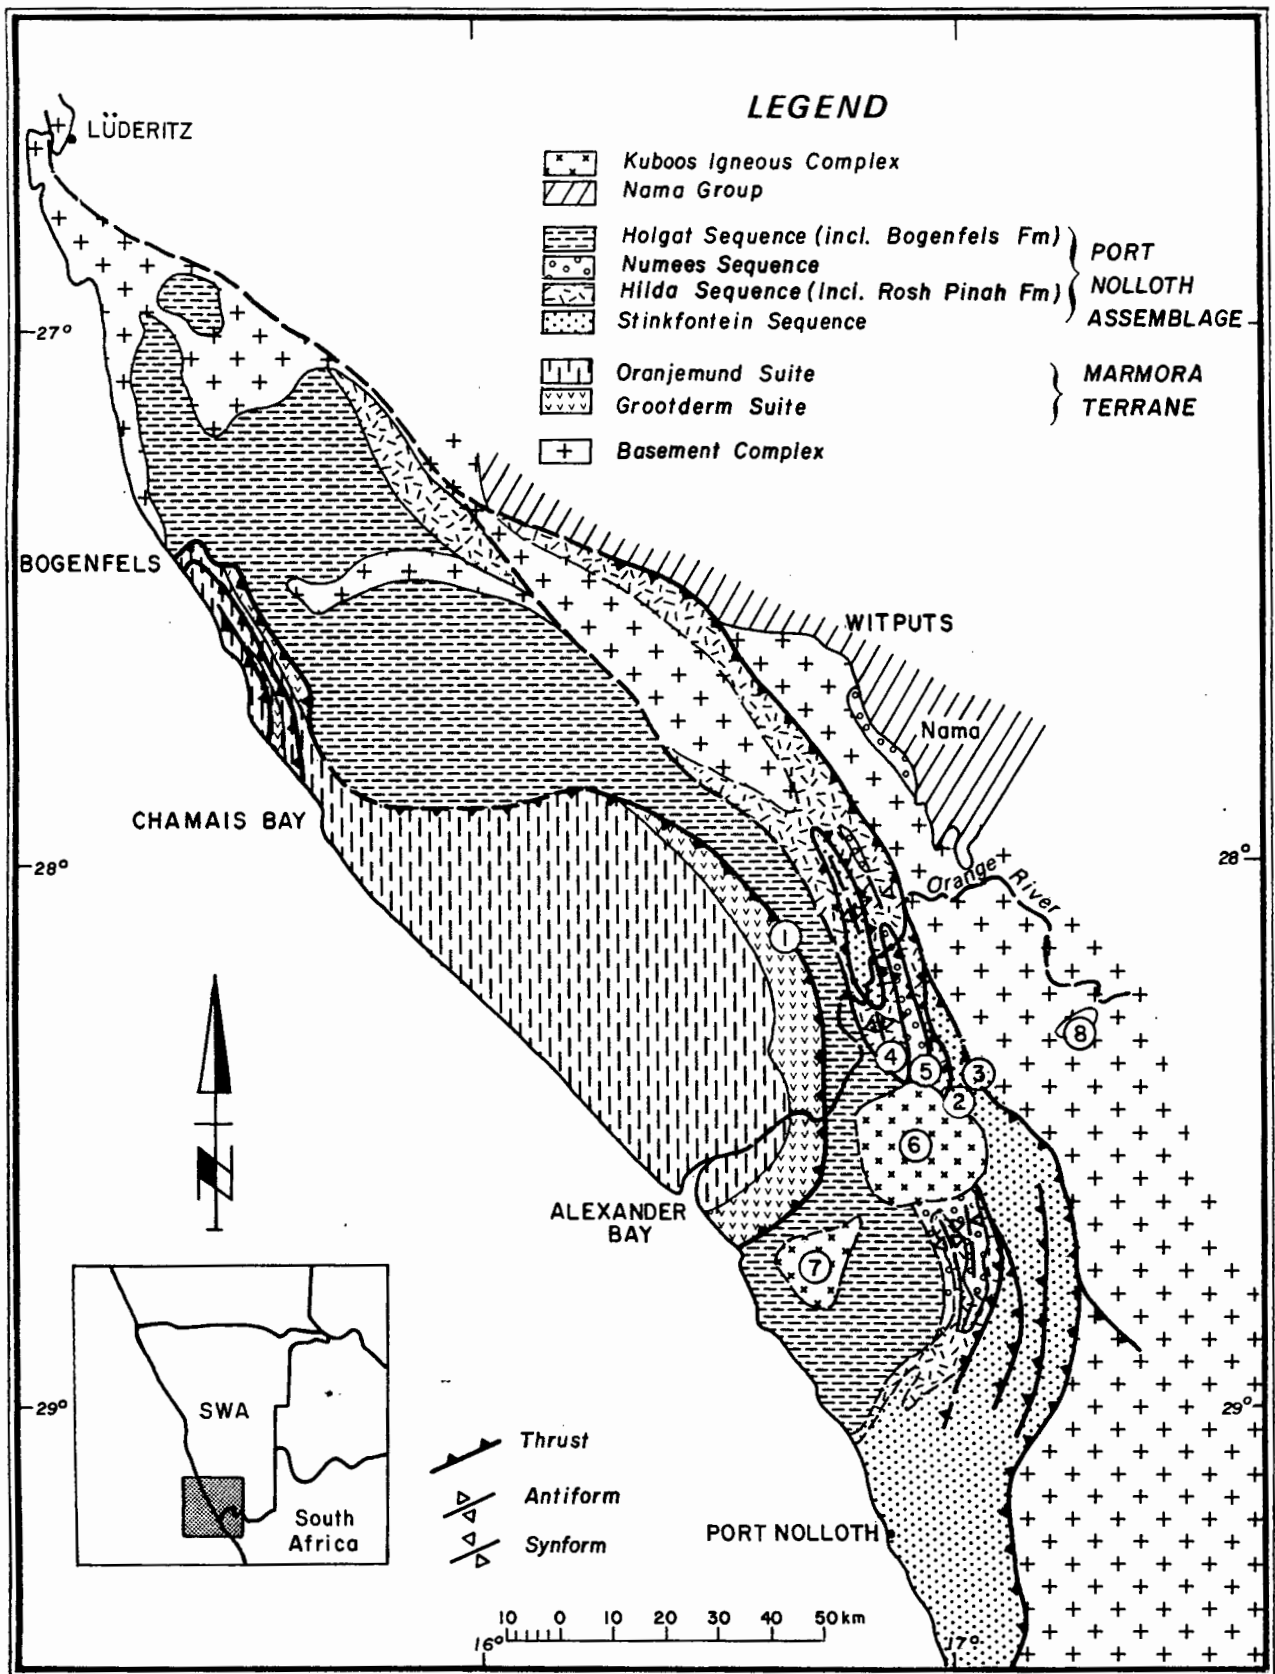 LEGEND
LÜDERITZ
Kuboos Igneous Complex
Nama Group
Holgat Sequence (incl. Bogenfels Fm)
Numees Sequence
Hilda Sequence (Incl. Rosh Pinah Fm)
Stinkfontein Sequence
PORT
NOLLOTH
ASSEMBLAGE
Oranjemund Suite
Grootderm Suite
MARMORA
TERRANE
Basement Complex
27°
BOGENFELS
WITPUTS
Nama
CHAMAIS BAY
28°
28°
Orange River
1
8
4
5
3
2
6
N
ALEXANDER
BAY
7
SWA
South
Africa
29°
29°
Thrust
Antiform
Synform
PORT NOLLOTH
10 0 10 20 30 40 50 km
16°
17°